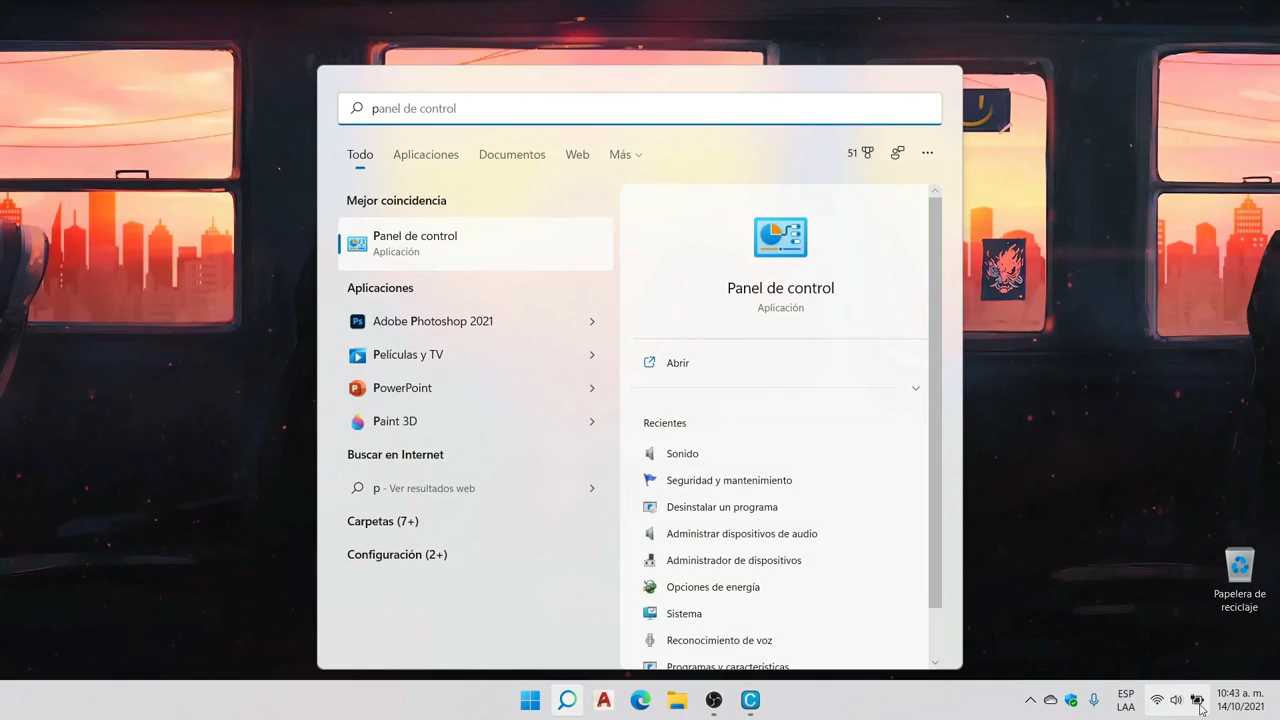 panel de control
Todo
Aplicaciones
Documentos
Web
Más
51
Mejor coincidencia
Panel de control
Aplicación
Aplicaciones
Adobe Photoshop 2021
Películas y TV
PowerPoint
Paint 3D
Buscar en Internet
p - Ver resultados web
Carpetas (7+)
Configuración (2+)
Panel de control
Aplicación
Abrir
Recientes
Sonido
Seguridad y mantenimiento
Desinstalar un programa
Administrar dispositivos de audio
Administrador de dispositivos
Opciones de energía
Sistema
Reconocimiento de voz
Programas y características
Papelera de
reciclaje
ESP
LAA
10:43 a. m.
14/10/2021